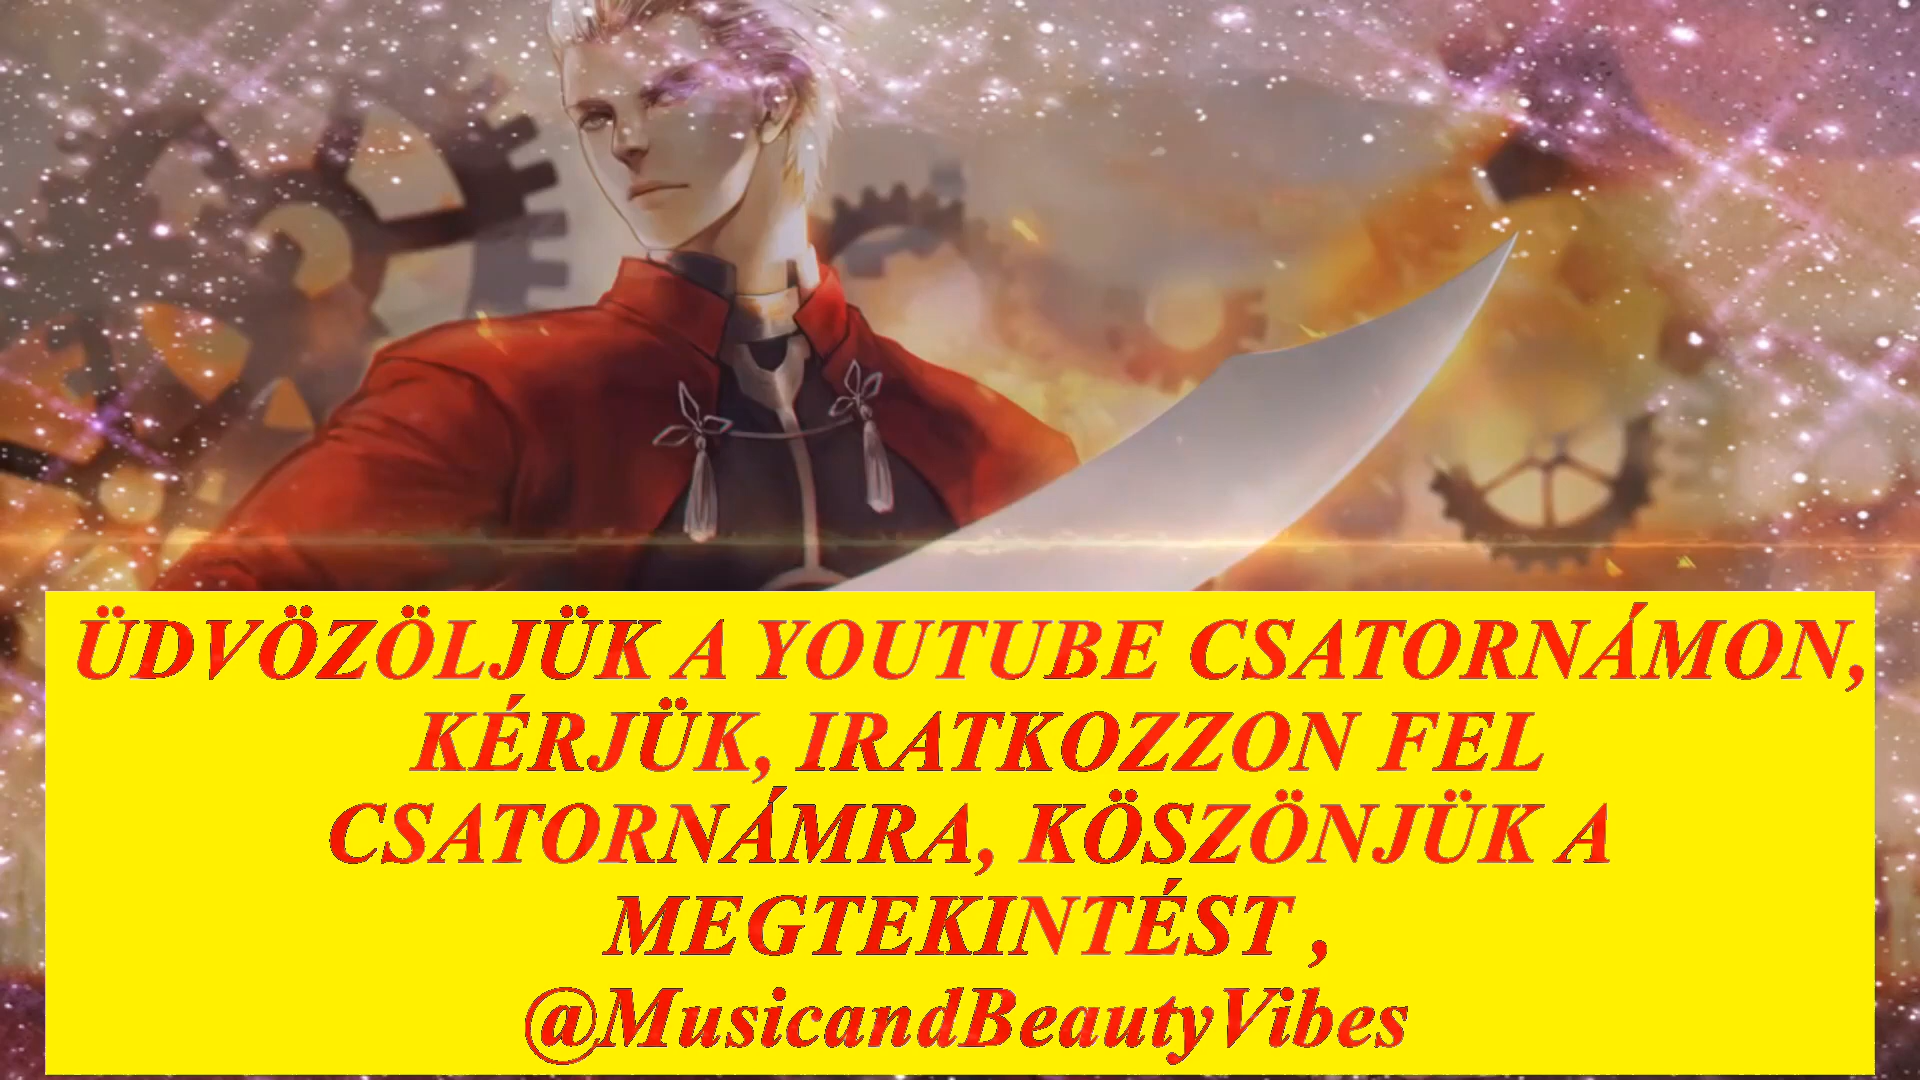 ÜDVÖZÖLJÜK A YOUTUBE CSATORNÁMON,
KÉRJÜK, IRATKOZZON FEL
CSATORNÁMRA, KÖSZÖNJÜK A
MEGTEKINTÉST ,
@MusicandBeautyVibes